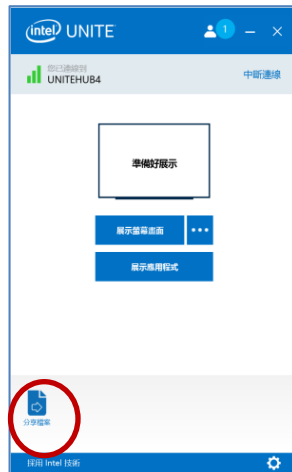 intel UNITE 1
您已連線到
UNITEHUB4
中斷連線
準備好展示
展示螢幕畫面
展示應用程式
分享檔案
採用 Intel 技術